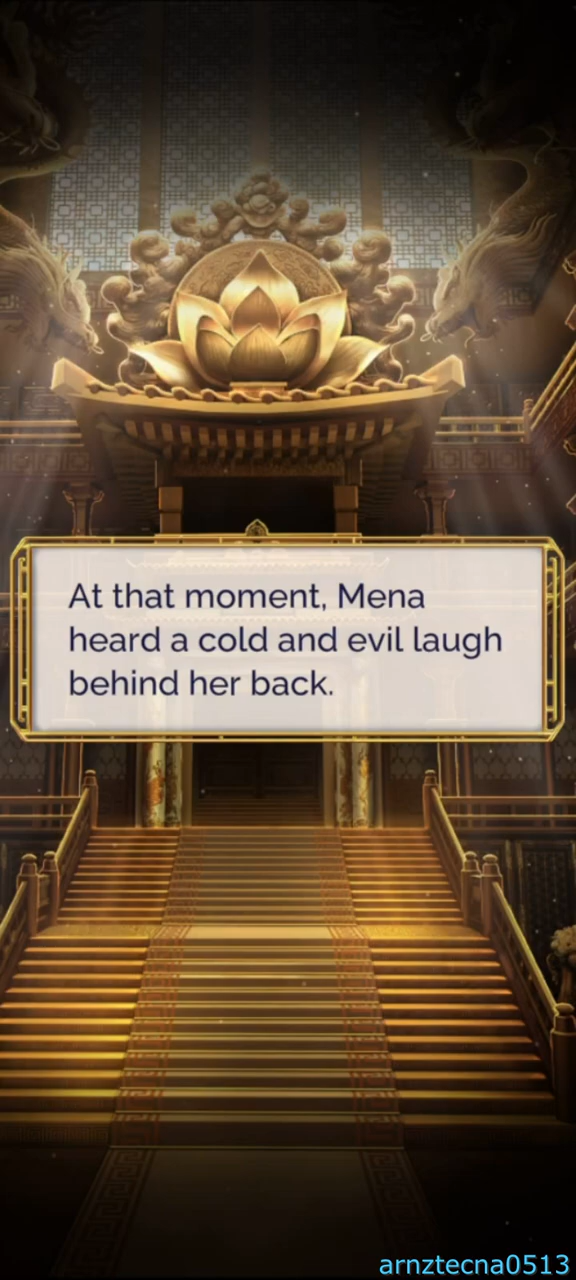 At that moment, Mena
heard a cold and evil laugh
behind her back.
arnztecna0513